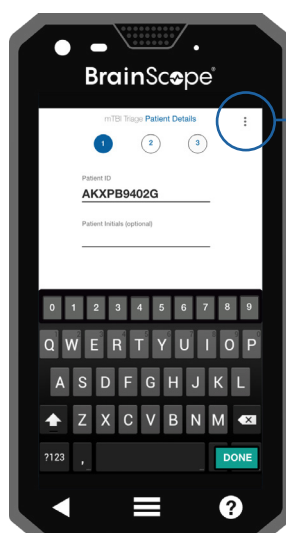 BrainScope®
mTBI Triage Patient Details
1 2 3
Patient ID
AKXPB9402G
Patient Initials (optional)
0 1 2 3 4 5 6 7 8 9
Q W E R T Y U I O P
A S D F G H J K L
Z X C V B N M
?123 , DONE
?